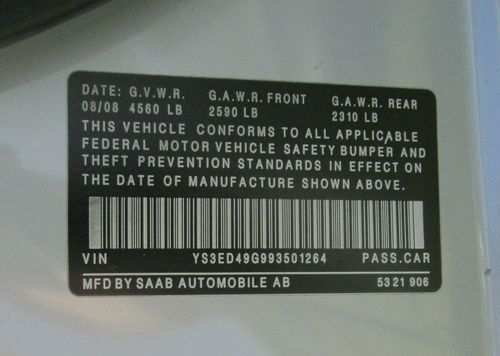 DATE: G.V.W.R. G.A.W.R. FRONT G.A.W.R. REAR
08/08 4560 LB 2590 LB 2310 LB
THIS VEHICLE CONFORMS TO ALL APPLICABLE
FEDERAL MOTOR VEHICLE SAFETY BUMPER AND
THEFT PREVENTION STANDARDS IN EFFECT ON
THE DATE OF MANUFACTURE SHOWN ABOVE.
VIN YS3ED49G993501264 PASS.CAR
MFD BY SAAB AUTOMOBILE AB 53 21 906